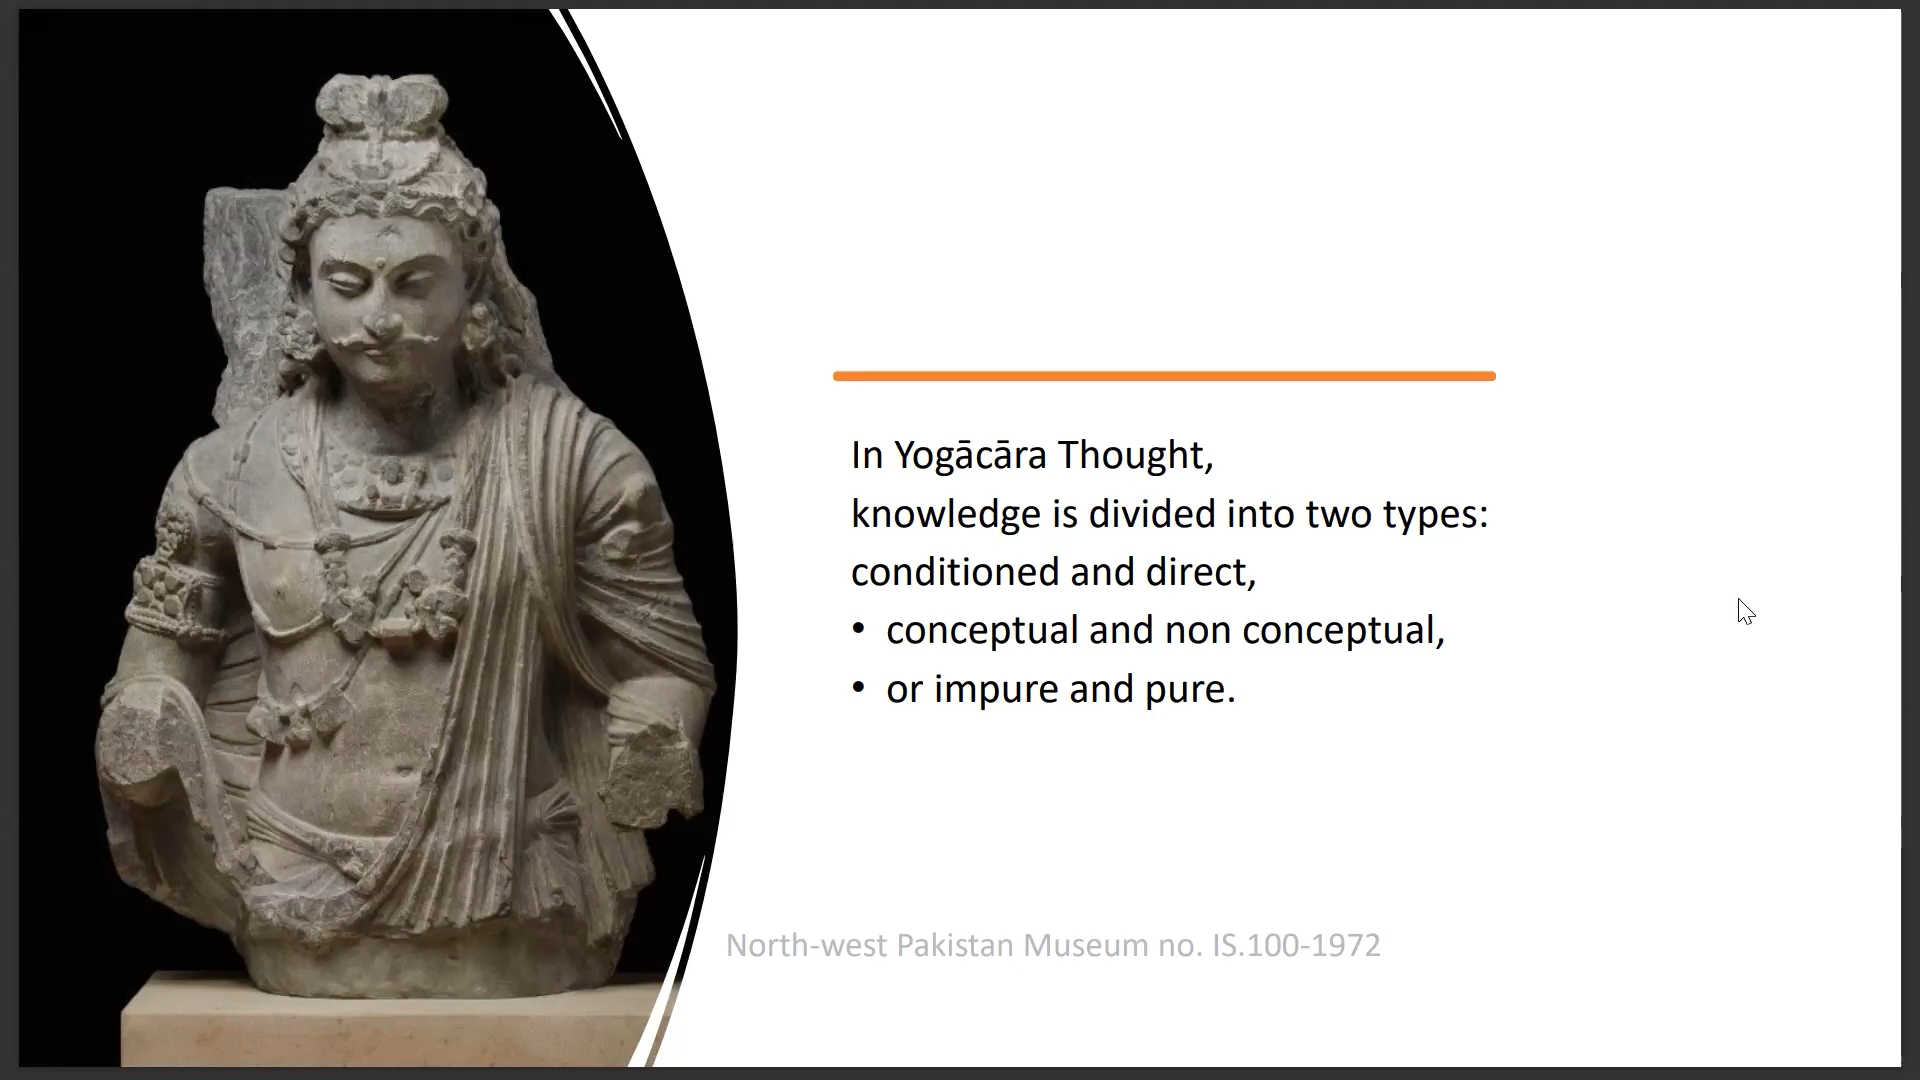 In Yogācāra Thought,
knowledge is divided into two types:
conditioned and direct,
• conceptual and non conceptual,
• or impure and pure.
North-west Pakistan Museum no. IS.100-1972